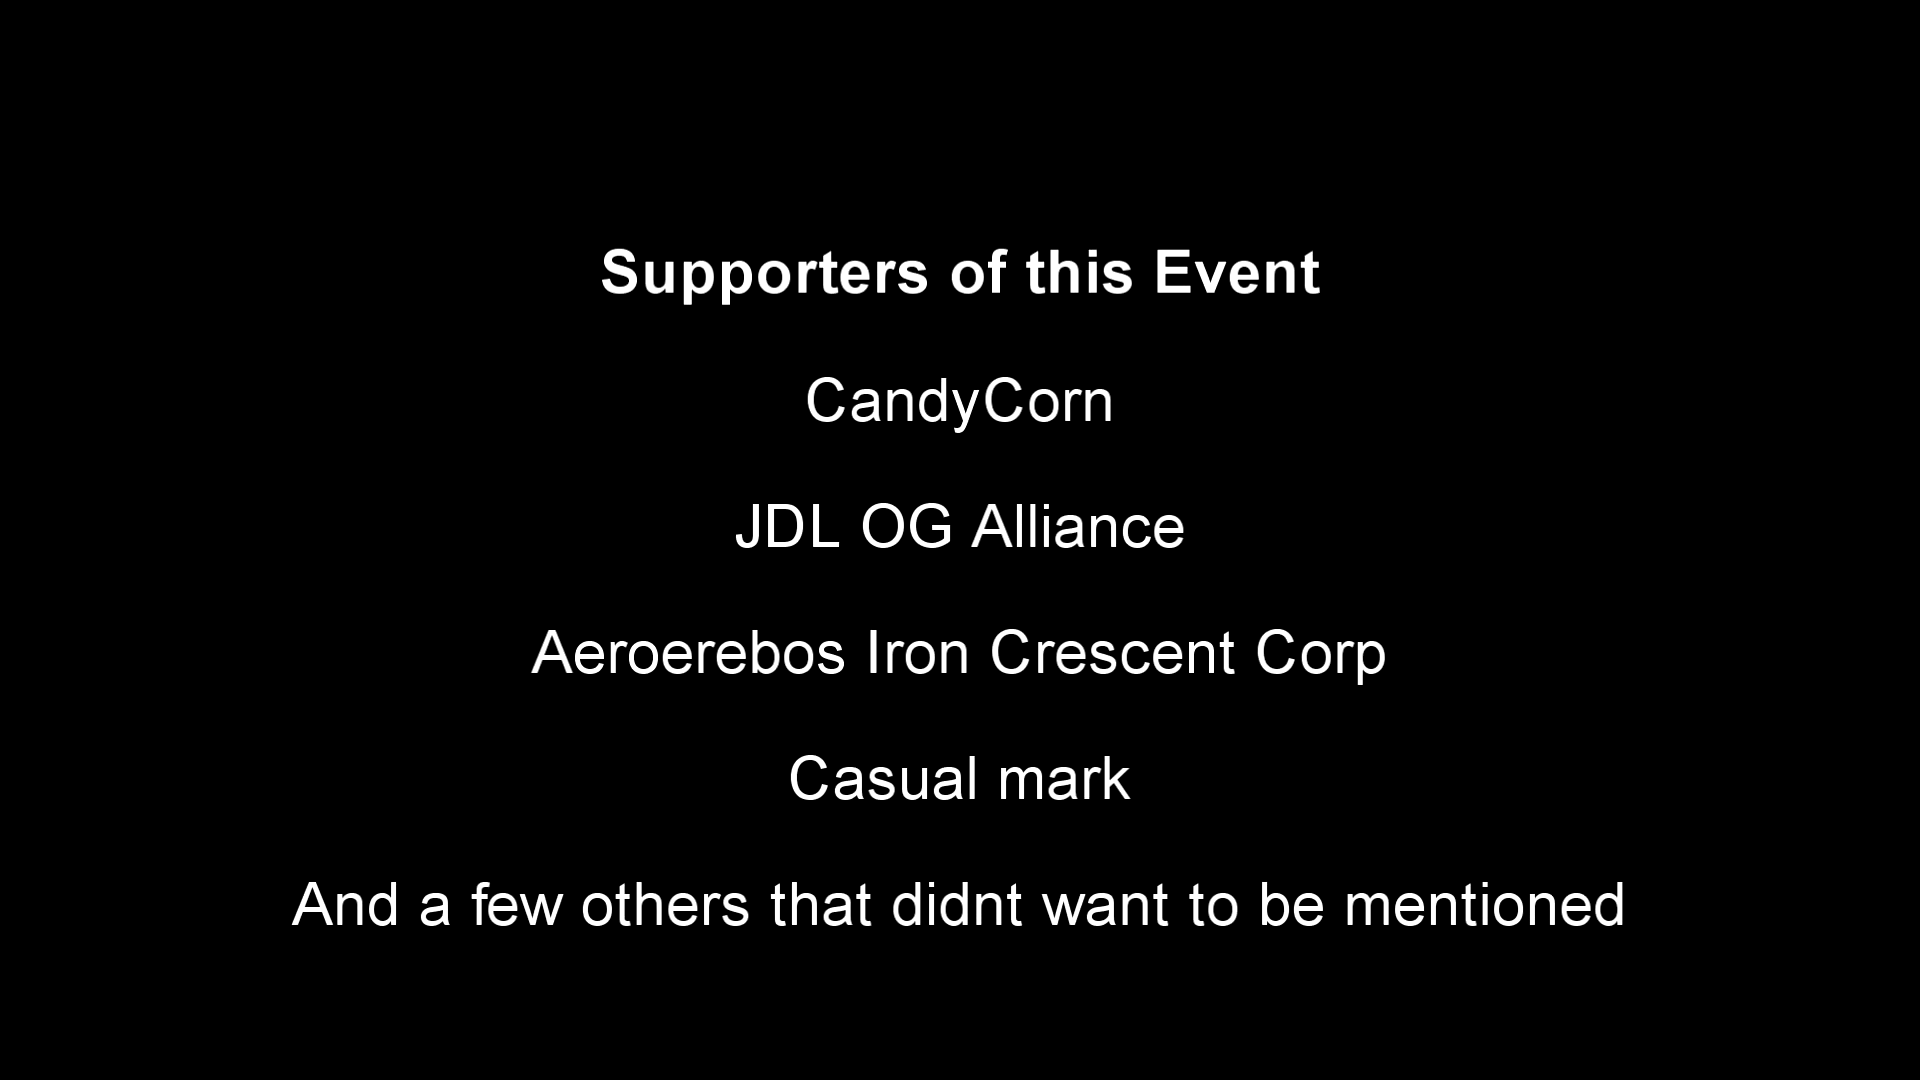 Supporters of this Event
CandyCorn
JDL OG Alliance
Aeroerebos Iron Crescent Corp
Casual mark
And a few others that didnt want to be mentioned